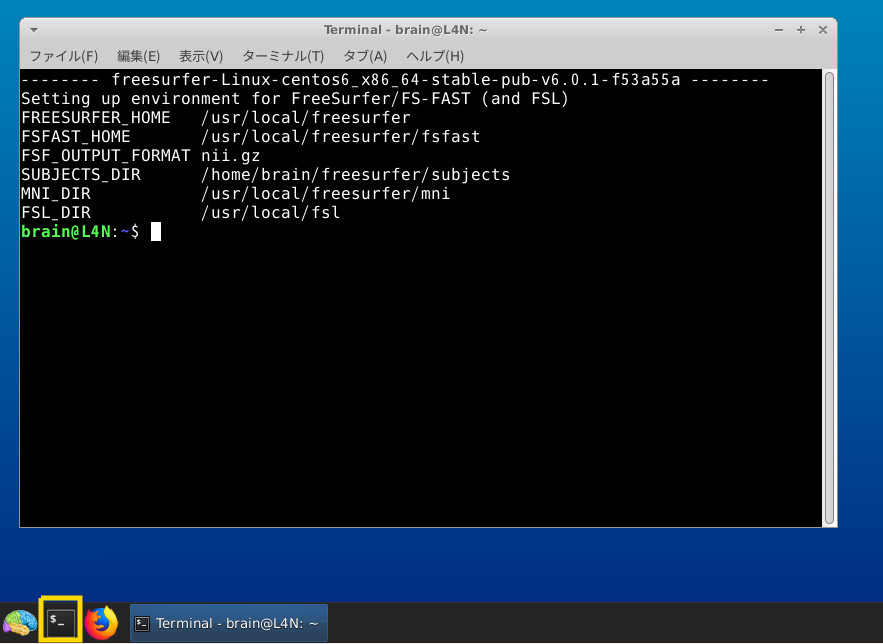 Terminal - brain@L4N: ~
ファイル(F) 編集(E) 表示(V) ターミナル(T) タブ(A) ヘルプ(H)
-------- freesurfer-Linux-centos6_x86_64-stable-pub-v6.0.1-f53a55a --------
Setting up environment for FreeSurfer/FS-FAST (and FSL)
FREESURFER_HOME   /usr/local/freesurfer
FSFAST_HOME       /usr/local/freesurfer/fsfast
FSF_OUTPUT_FORMAT nii.gz
SUBJECTS_DIR      /home/brain/freesurfer/subjects
MNI_DIR           /usr/local/freesurfer/mni
FSL_DIR           /usr/local/fsl
brain@L4N:~$
$_ $_ Terminal - brain@L4N: ~